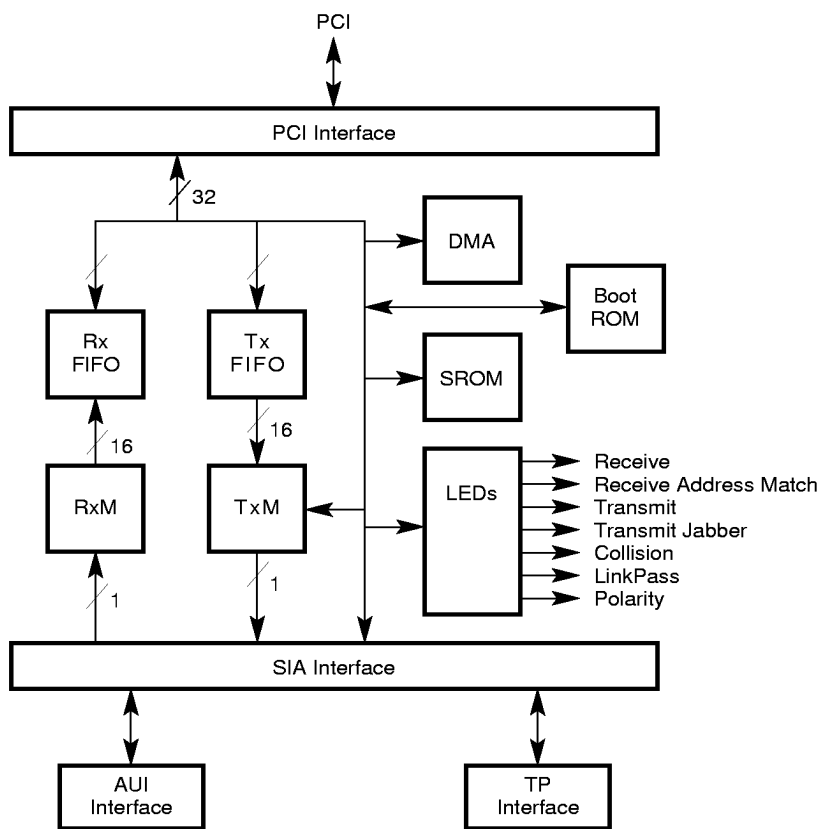 PCI
PCI Interface
32
DMA
Boot
ROM
Rx
FIFO
Tx
FIFO
SROM
16
16
RxM
TxM
LEDs
Receive
Receive Address Match
Transmit
Transmit Jabber
Collision
LinkPass
Polarity
1
1
SIA Interface
AUI
Interface
TP
Interface